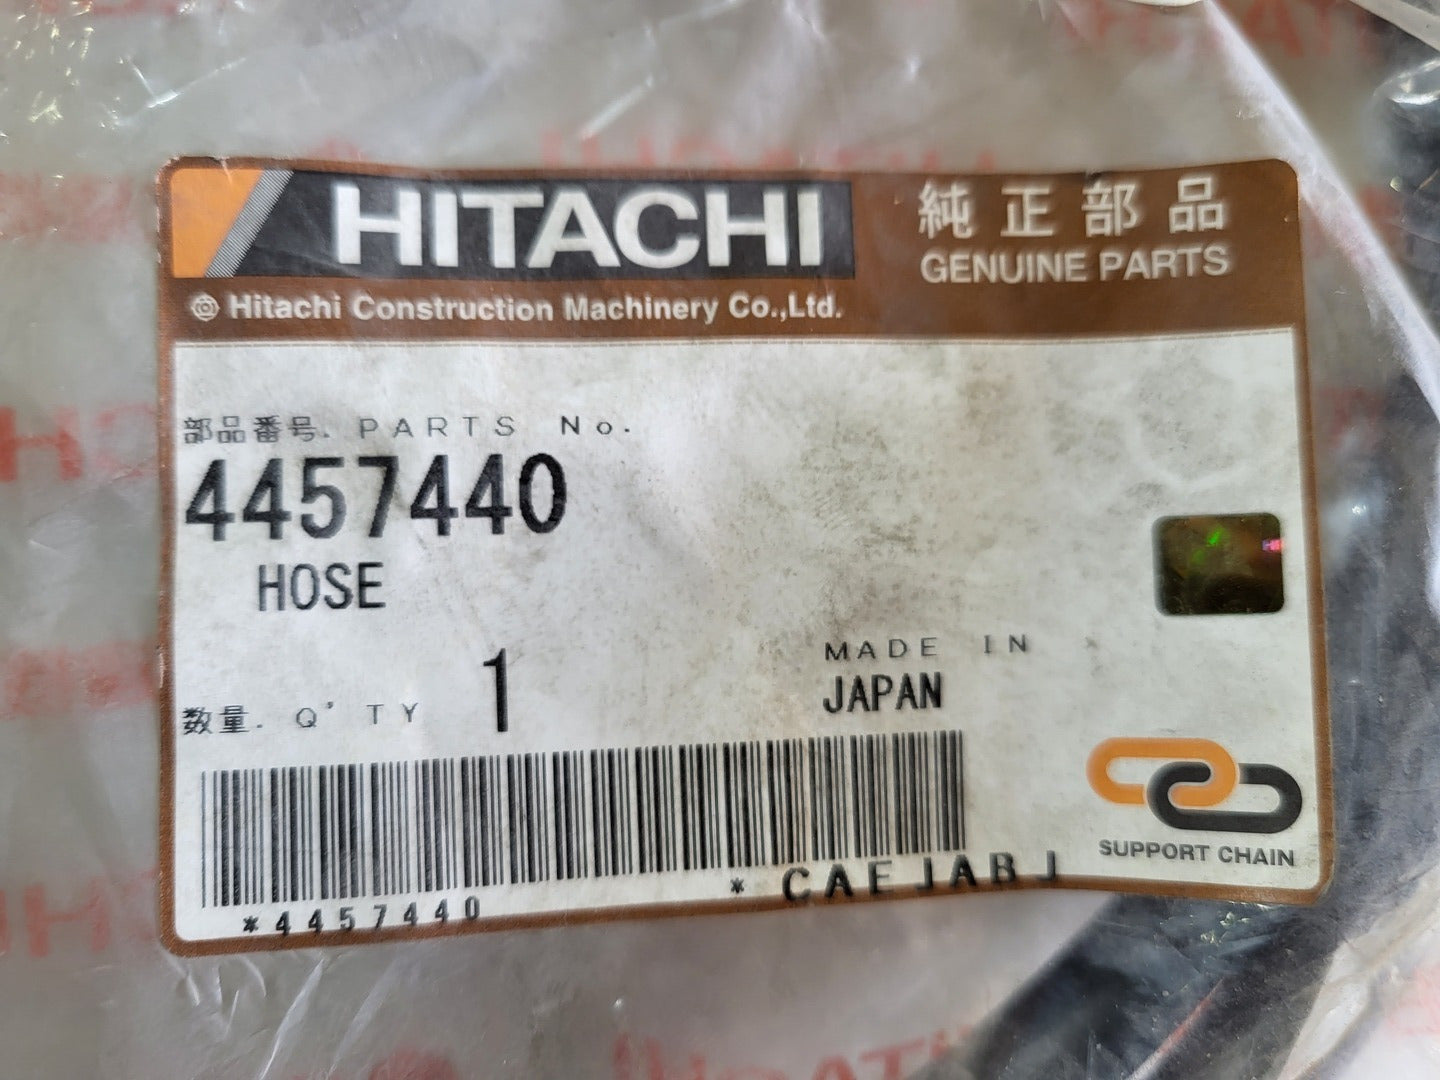 HITACHI
純正部品
GENUINE PARTS
Hitachi Construction Machinery Co.,Ltd.
部品番号. PARTS No.
4457440
HOSE
数量. Q'TY 1
MADE IN
JAPAN
SUPPORT CHAIN
*4457440 * CAEJABJ